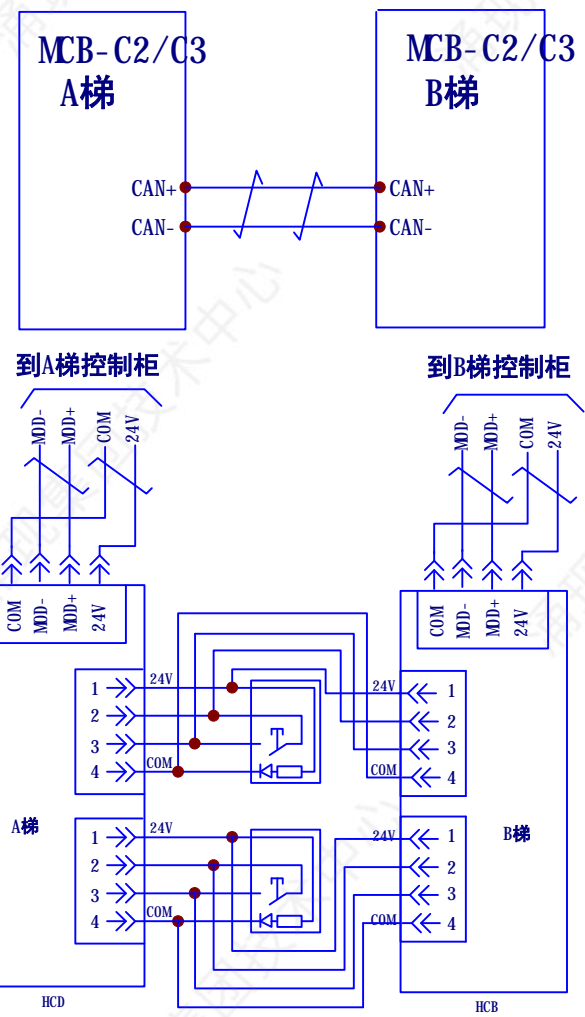 MCB-C2/C3
A梯
MCB-C2/C3
B梯
CAN+
CAN+
CAN-
CAN-
到A梯控制柜
到B梯控制柜
MOD-
MOD+
COM
24V
MOD-
MOD+
COM
24V
COM
MOD-
MOD+
24V
COM
MOD-
MOD+
24V
1
24V
2
3
4
COM
24V
1
2
3
COM
4
A梯
B梯
1
24V
2
3
4
COM
24V
1
2
3
COM
4
HCD
HCB